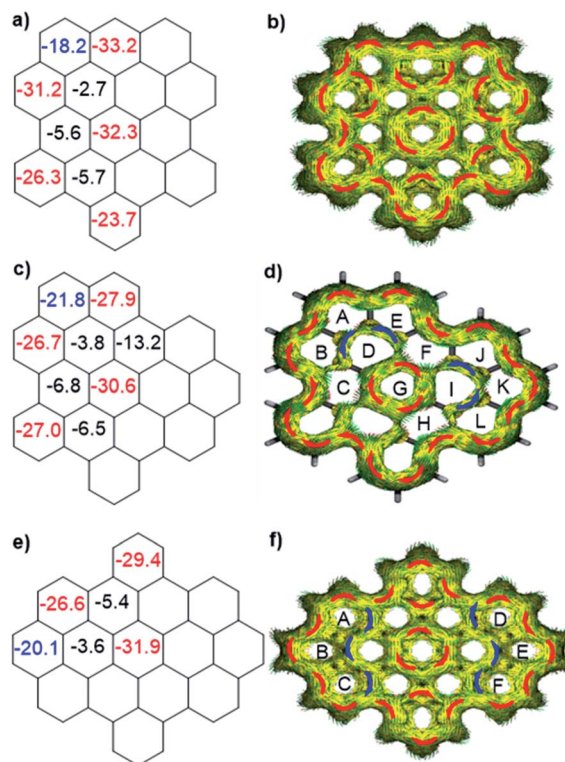 a)
-18.2 -33.2
-31.2 -2.7
-5.6 -32.3
-26.3 -5.7
-23.7
b)
c)
-21.8 -27.9
-26.7 -3.8 -13.2
-6.8 -30.6
-27.0 -6.5
d)
A E
B D F J
C G I K
H L
e)
-29.4
-26.6 -5.4
-20.1 -3.6 -31.9
f)
A D
B E
C F